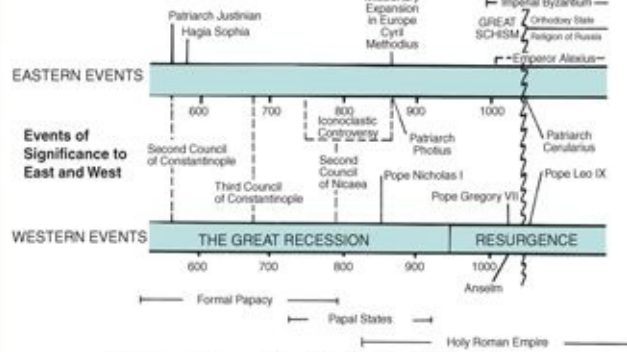 Imperial Byzantium
Patriarch Justinian
Hagia Sophia
Expansion
in Europe
Cyril
Methodius
GREAT
SCHISM
Orthodoxy State
Religion of Russia
Emperor Alexius
EASTERN EVENTS
600
700
800
900
1000
Events of
Significance to
East and West
Second Council
of Constantinople
Third Council
of Constantinople
Iconoclastic
Controversy
Second
Council
of Nicaea
Patriarch
Photius
Pope Nicholas I
Pope Gregory VII
Patriarch
Cerularius
Pope Leo IX
WESTERN EVENTS
THE GREAT RECESSION
RESURGENCE
600
700
800
900
1000
Anselm
Formal Papacy
Papal States
Holy Roman Empire